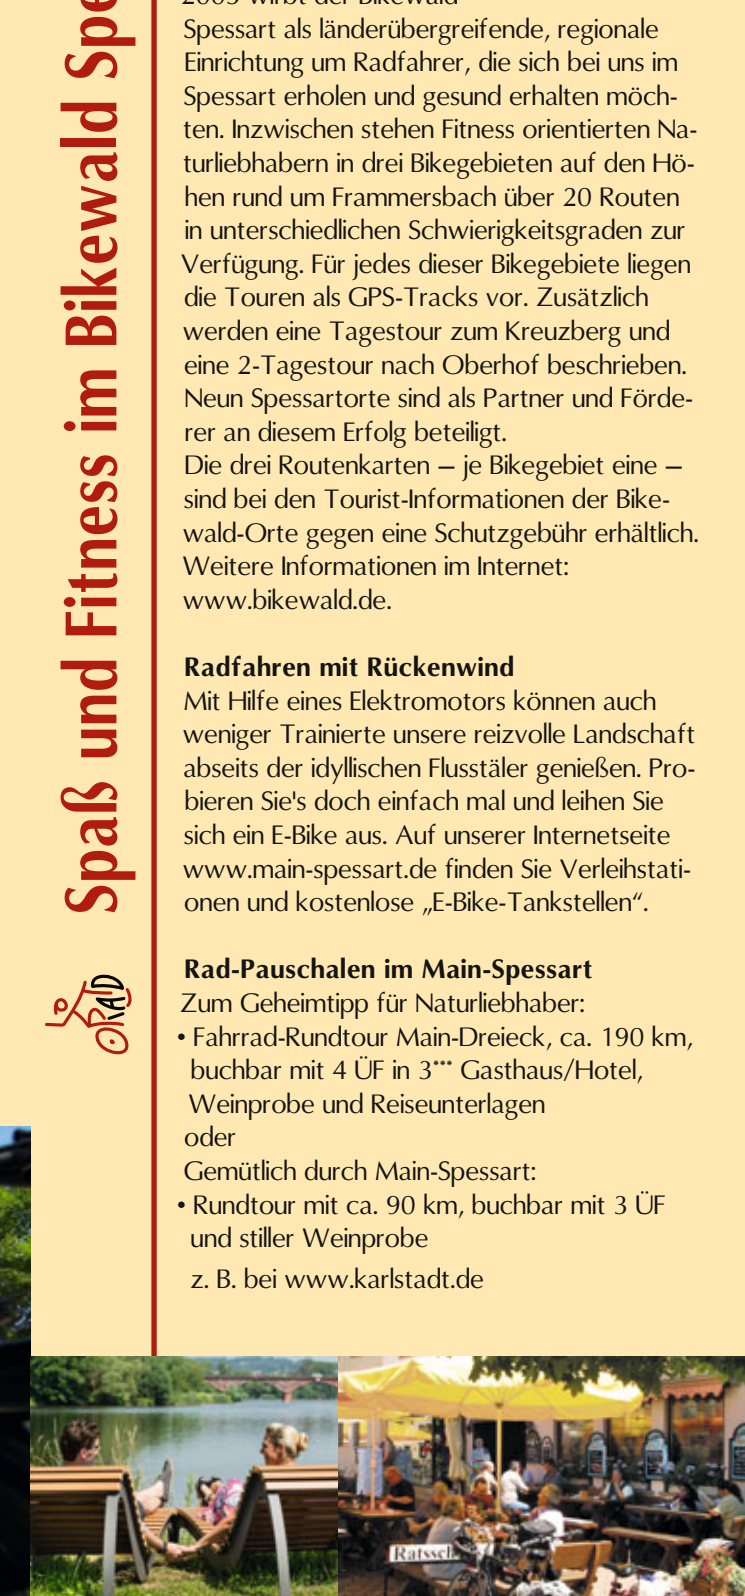 Spaß und Fitness im Bikewald
Spessart als länderübergreifende, regionale
Einrichtung um Radfahrer, die sich bei uns im
Spessart erholen und gesund erhalten möch-
ten. Inzwischen stehen Fitness orientierten Na-
turliebhabern in drei Bikegebieten auf den Hö-
hen rund um Frammersbach über 20 Routen
in unterschiedlichen Schwierigkeitsgraden zur
Verfügung. Für jedes dieser Bikegebiete liegen
die Touren als GPS-Tracks vor. Zusätzlich
werden eine Tagestour zum Kreuzberg und
eine 2-Tagestour nach Oberhof beschrieben.
Neun Spessartorte sind als Partner und Förde-
rer an diesem Erfolg beteiligt.
Die drei Routenkarten – je Bikegebiet eine –
sind bei den Tourist-Informationen der Bike-
wald-Orte gegen eine Schutzgebühr erhältlich.
Weitere Informationen im Internet:
www.bikewald.de.
Radfahren mit Rückenwind
Mit Hilfe eines Elektromotors können auch
weniger Trainierte unsere reizvolle Landschaft
abseits der idyllischen Flusstäler genießen. Pro-
bieren Sie's doch einfach mal und leihen Sie
sich ein E-Bike aus. Auf unserer Internetseite
www.main-spessart.de finden Sie Verleihstati-
onen und kostenlose „E-Bike-Tankstellen“.
Rad-Pauschalen im Main-Spessart
Zum Geheimtipp für Naturliebhaber:
• Fahrrad-Rundtour Main-Dreieck, ca. 190 km,
buchbar mit 4 ÜF in 3*** Gasthaus/Hotel,
Weinprobe und Reiseunterlagen
oder
Gemütlich durch Main-Spessart:
• Rundtour mit ca. 90 km, buchbar mit 3 ÜF
und stiller Weinprobe
z. B. bei www.karlstadt.de
RAD